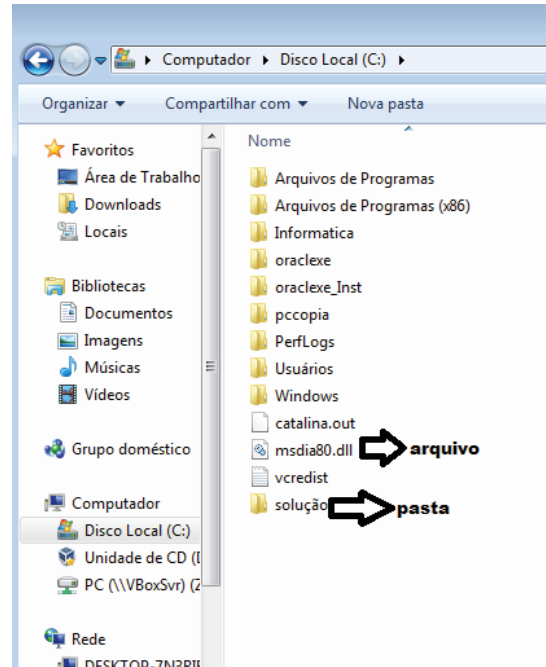 Computador Disco Local (C:)
Organizar Compartilhar com Nova pasta
Favoritos
Área de Trabalho
Downloads
Locais
Bibliotecas
Documentos
Imagens
Músicas
Vídeos
Grupo doméstico
Computador
Disco Local (C:)
Unidade de CD (
PC (\\VBoxSvr) (
Rede
Nome
Arquivos de Programas
Arquivos de Programas (x86)
Informatica
oraclexe
oraclexe_Inst
pccopia
PerfLogs
Usuários
Windows
catalina.out
msdia80.dll arquivo
vcredist
solução pasta